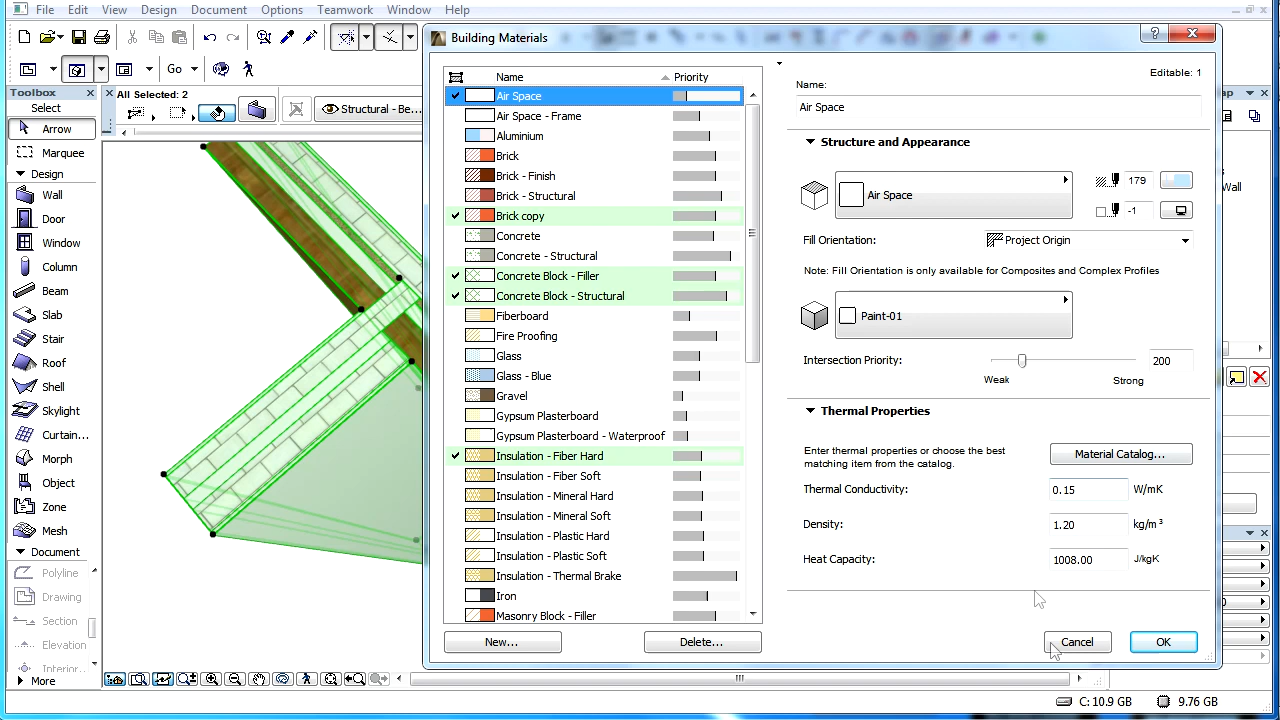 File Edit View Design Document Options Teamwork Window Help
Building Materials
Go
Toolbox
Select
Arrow
Marquee
Design
Wall
Door
Window
Column
Beam
Slab
Stair
Roof
Shell
Skylight
Curtain...
Morph
Object
Zone
Mesh
Document
Polyline
Drawing
Section
Elevation
Interior...
More
All Selected: 2
Structural - Be...
Name Priority
Air Space
Air Space - Frame
Aluminium
Brick
Brick - Finish
Brick - Structural
Brick copy
Concrete
Concrete - Structural
Concrete Block - Filler
Concrete Block - Structural
Fiberboard
Fire Proofing
Glass
Glass - Blue
Gravel
Gypsum Plasterboard
Gypsum Plasterboard - Waterproof
Insulation - Fiber Hard
Insulation - Fiber Soft
Insulation - Mineral Hard
Insulation - Mineral Soft
Insulation - Plastic Hard
Insulation - Plastic Soft
Insulation - Thermal Brake
Iron
Masonry Block - Filler
New... Delete...
Editable: 1
Name:
Air Space
Structure and Appearance
Air Space
179
-1
Fill Orientation: Project Origin
Note: Fill Orientation is only available for Composites and Complex Profiles
Paint-01
Intersection Priority: 200
Weak Strong
Thermal Properties
Enter thermal properties or choose the best
matching item from the catalog.
Material Catalog...
Thermal Conductivity: 0.15 W/mK
Density: 1.20 kg/m³
Heat Capacity: 1008.00 J/kgK
Cancel OK
Wall
C: 10.9 GB 9.76 GB